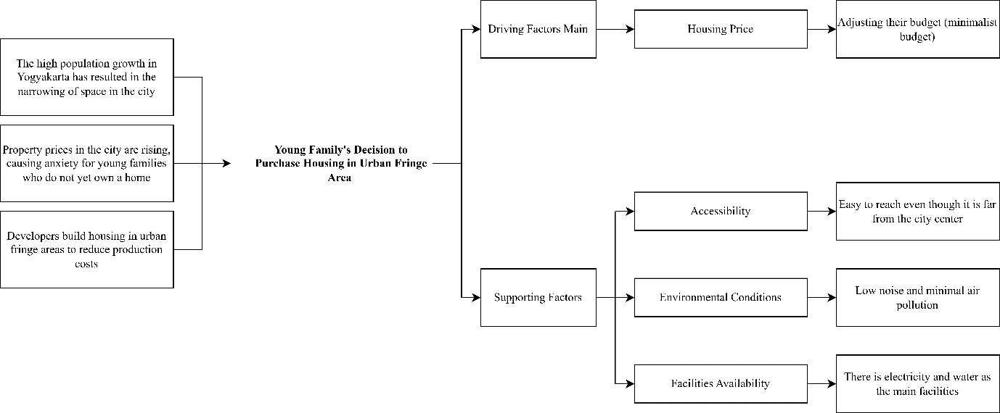 The high population growth in
Yogyakarta has resulted in the
narrowing of space in the city
Property prices in the city are rising,
causing anxiety for young families
who do not yet own a home
Developers build housing in urban
fringe areas to reduce production
costs
Young Family's Decision to
Purchase Housing in Urban Fringe
Area
Driving Factors Main
Housing Price
Adjusting their budget (minimalist
budget)
Supporting Factors
Accessibility
Easy to reach even though it is far
from the city center
Environmental Conditions
Low noise and minimal air
pollution
Facilities Availability
There is electricity and water as
the main facilities